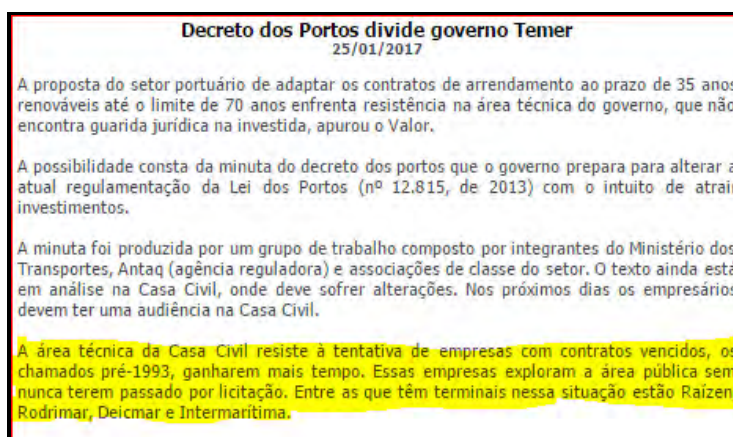 Decreto dos Portos divide governo Temer
25/01/2017
A proposta do setor portuário de adaptar os contratos de arrendamento ao prazo de 35 anos
renováveis até o limite de 70 anos enfrenta resistência na área técnica do governo, que não
encontra guarida jurídica na investida, apurou o Valor.
A possibilidade consta da minuta do decreto dos portos que o governo prepara para alterar a
atual regulamentação da Lei dos Portos (nº 12.815, de 2013) com o intuito de atrair
investimentos.
A minuta foi produzida por um grupo de trabalho composto por integrantes do Ministério dos
Transportes, Antaq (agência reguladora) e associações de classe do setor. O texto ainda está
em análise na Casa Civil, onde deve sofrer alterações. Nos próximos dias os empresários
devem ter uma audiência na Casa Civil.
A área técnica da Casa Civil resiste à tentativa de empresas com contratos vencidos, os
chamados pré-1993, ganharem mais tempo. Essas empresas exploram a área pública sem
nunca terem passado por licitação. Entre as que têm terminais nessa situação estão Raízen
Rodrimar, Deicmar e Intermarítima.